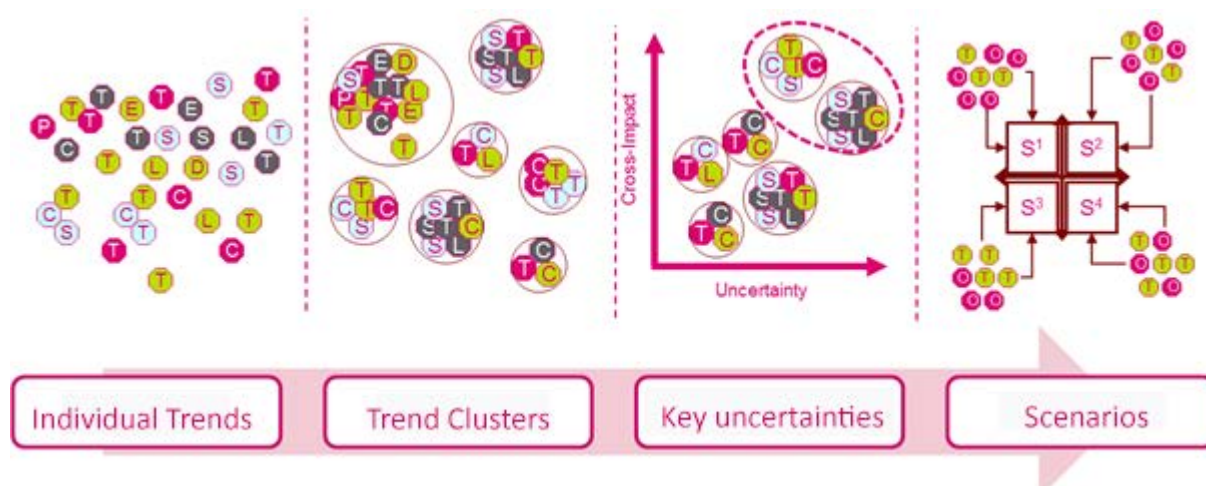 S T
T T E T E T
P T
C T S S L T
T L D S T
T T C
C C L T
S T
T C
T
E D
S T T T L
P T T T E
T C
T
S T
S T L T
S L
C
T L
C T
C T T
T
C T C
S
S T
S T L C
S L
C
T C
Cross-Impact
Uncertainty
T
C T C
S
S T
S T L C
S L
C
T C
C
T L
S T
S T L T
S L
C
T C
T O O
O T T
O O
O O
T T O
O T
O T
S¹ S²
S³ S⁴
T T
O T T
O O
T O
O T T
T O
Individual Trends
Trend Clusters
Key uncertainties
Scenarios